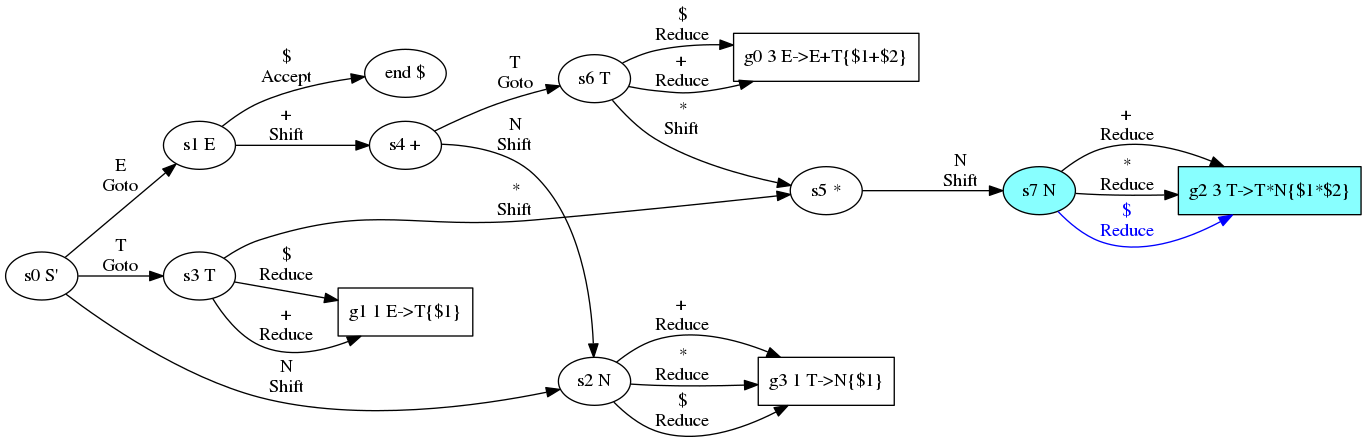 s0 S'
E
Goto
T
Goto
N
Shift
s1 E
$
Accept
+
Shift
end $
s3 T
*
Shift
$
Reduce
+
Reduce
g1 1 E->T{$1}
s4 +
T
Goto
N
Shift
s6 T
$
Reduce
+
Reduce
*
Shift
g0 3 E->E+T{$1+$2}
s2 N
+
Reduce
*
Reduce
$
Reduce
g3 1 T->N{$1}
s5 *
N
Shift
s7 N
+
Reduce
*
Reduce
$
Reduce
g2 3 T->T*N{$1*$2}